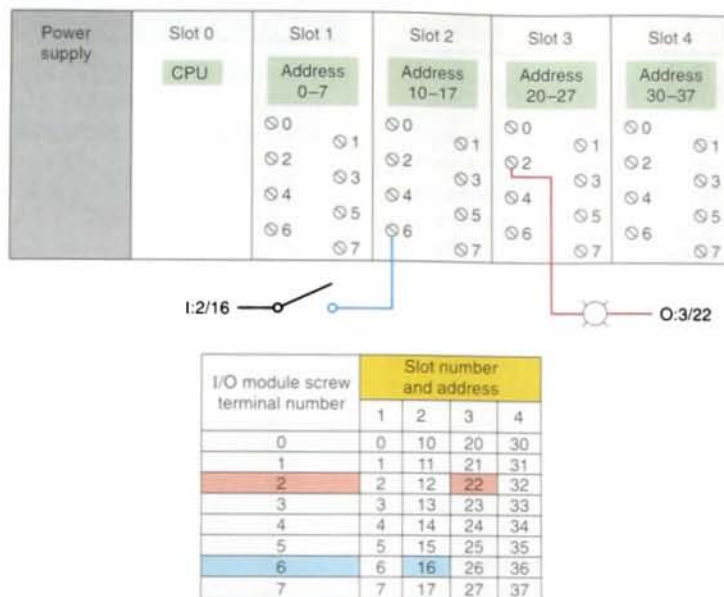 Power supply
Slot 0
Slot 1
Slot 2
Slot 3
Slot 4
CPU
Address 0–7
Address 10–17
Address 20–27
Address 30–37
0
1
2
3
4
5
6
7
0
1
2
3
4
5
6
7
0
1
2
3
4
5
6
7
0
1
2
3
4
5
6
7
I:2/16
O:3/22
I/O module screw terminal number
Slot number and address
1 2 3 4
0 0 10 20 30
1 1 11 21 31
2 2 12 22 32
3 3 13 23 33
4 4 14 24 34
5 5 15 25 35
6 6 16 26 36
7 7 17 27 37